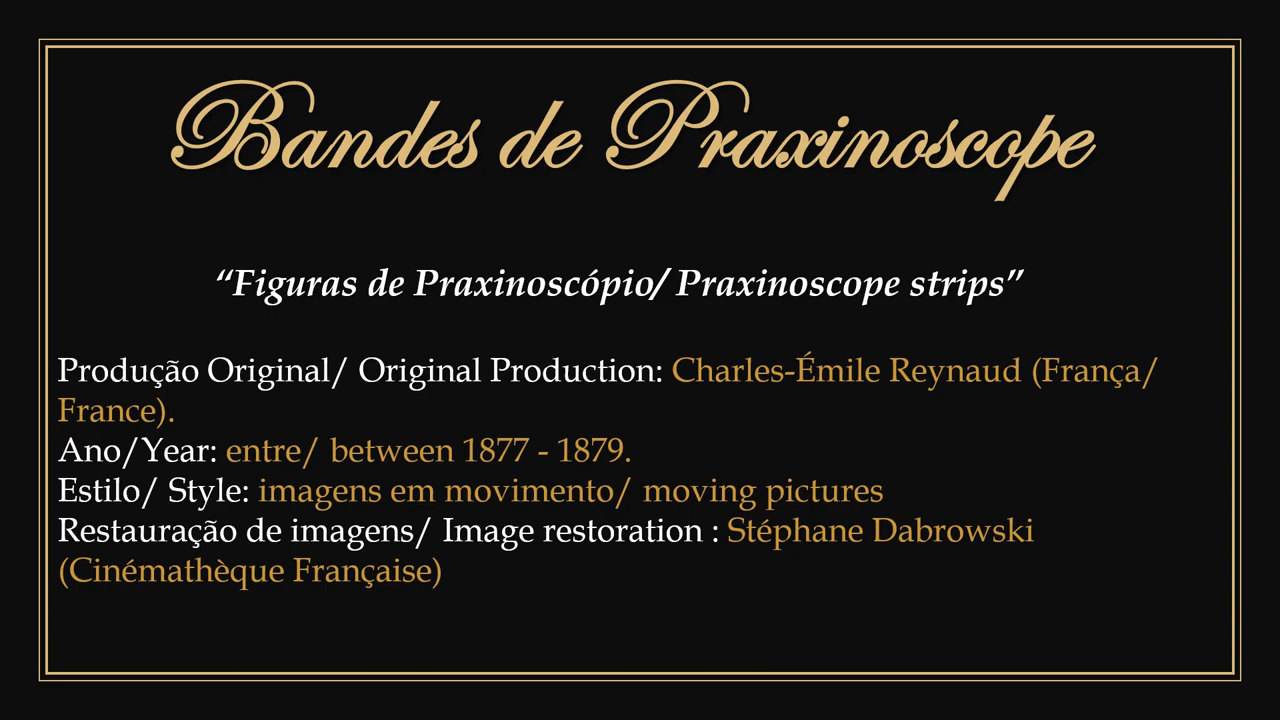 Bandes de Praxinoscope
“Figuras de Praxinoscópio/ Praxinoscope strips”
Produção Original/ Original Production: Charles-Émile Reynaud (França/
France).
Ano/Year: entre/ between 1877 - 1879.
Estilo/ Style: imagens em movimento/ moving pictures
Restauração de imagens/ Image restoration : Stéphane Dabrowski
(Cinémathèque Française)